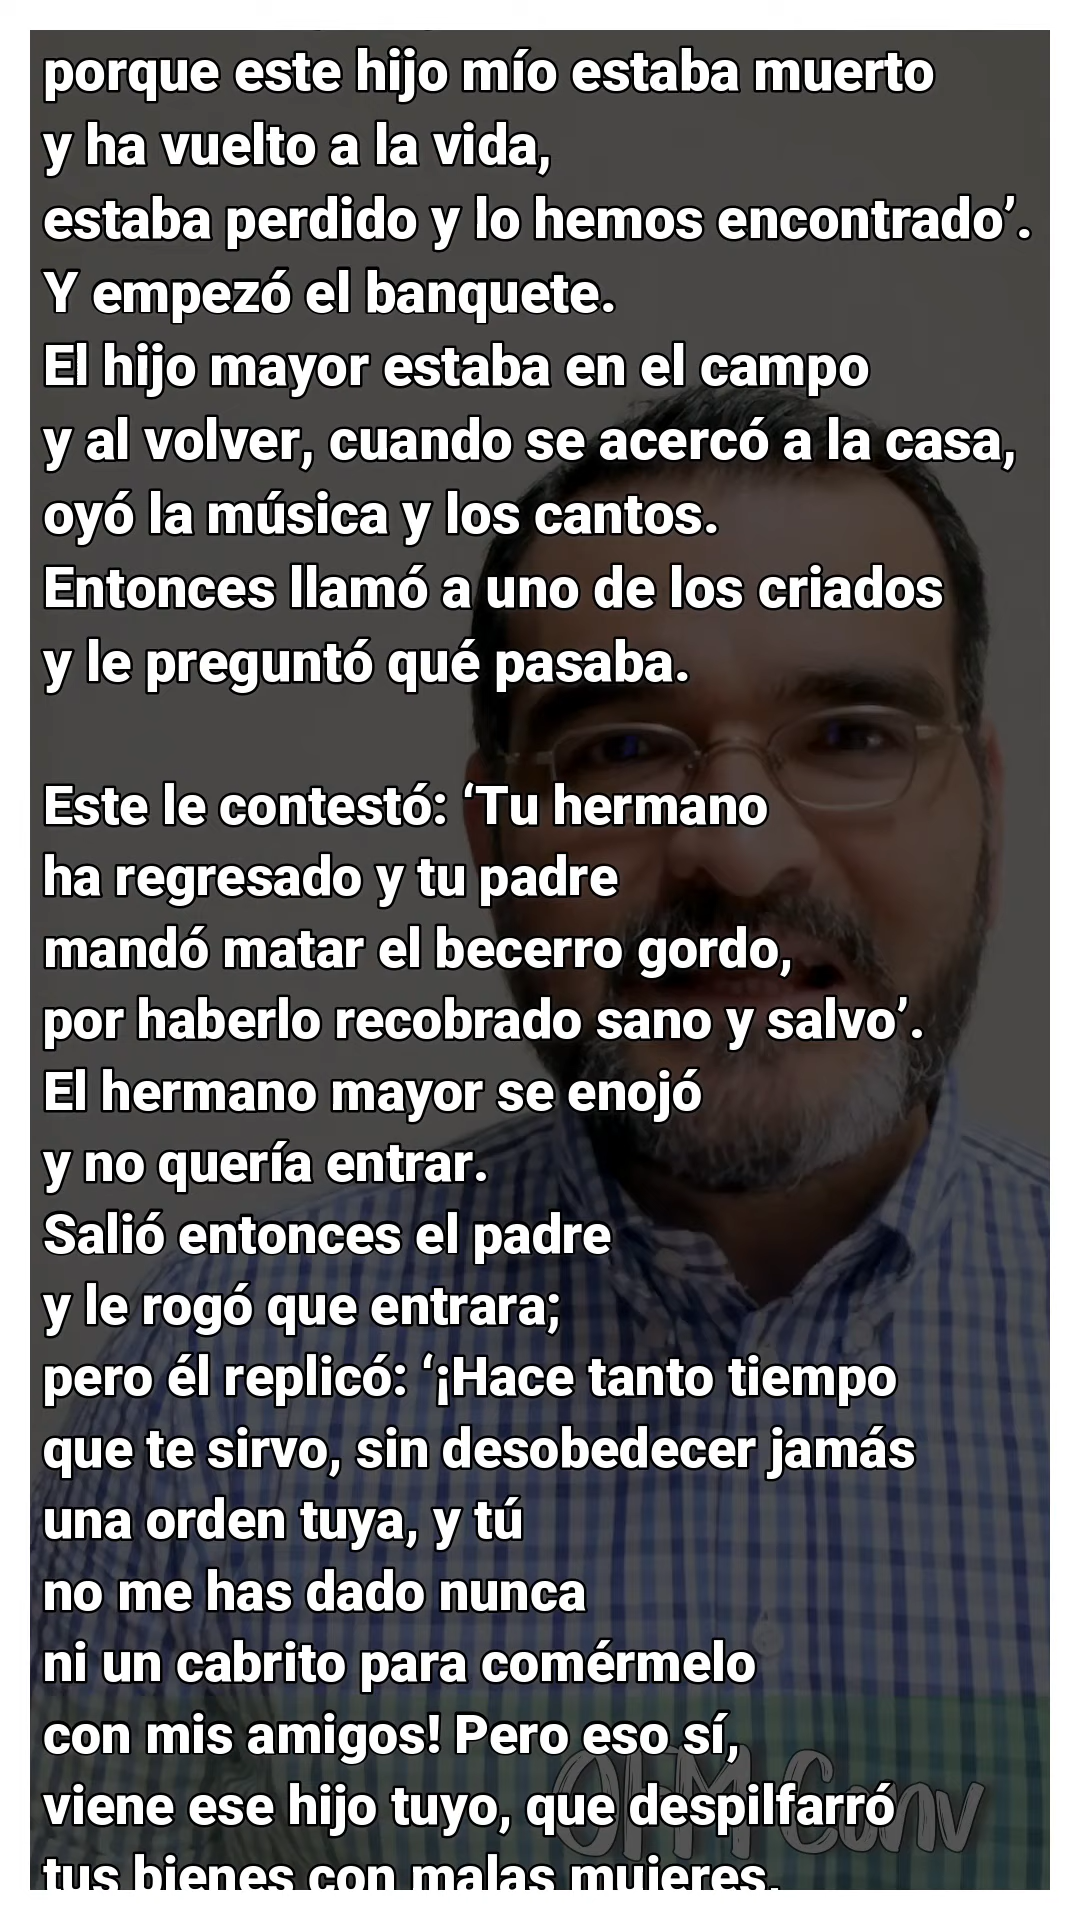 porque este hijo mío estaba muerto
y ha vuelto a la vida,
estaba perdido y lo hemos encontrado’.
Y empezó el banquete.
El hijo mayor estaba en el campo
y al volver, cuando se acercó a la casa,
oyó la música y los cantos.
Entonces llamó a uno de los criados
y le preguntó qué pasaba.
Este le contestó: ‘Tu hermano
ha regresado y tu padre
mandó matar el becerro gordo,
por haberlo recobrado sano y salvo’.
El hermano mayor se enojó
y no quería entrar.
Salió entonces el padre
y le rogó que entrara;
pero él replicó: ‘¡Hace tanto tiempo
que te sirvo, sin desobedecer jamás
una orden tuya, y tú
no me has dado nunca
ni un cabrito para comérmelo
con mis amigos! Pero eso sí,
viene ese hijo tuyo, que despilfarró
tus bienes con malas mujeres,
OhM Conv